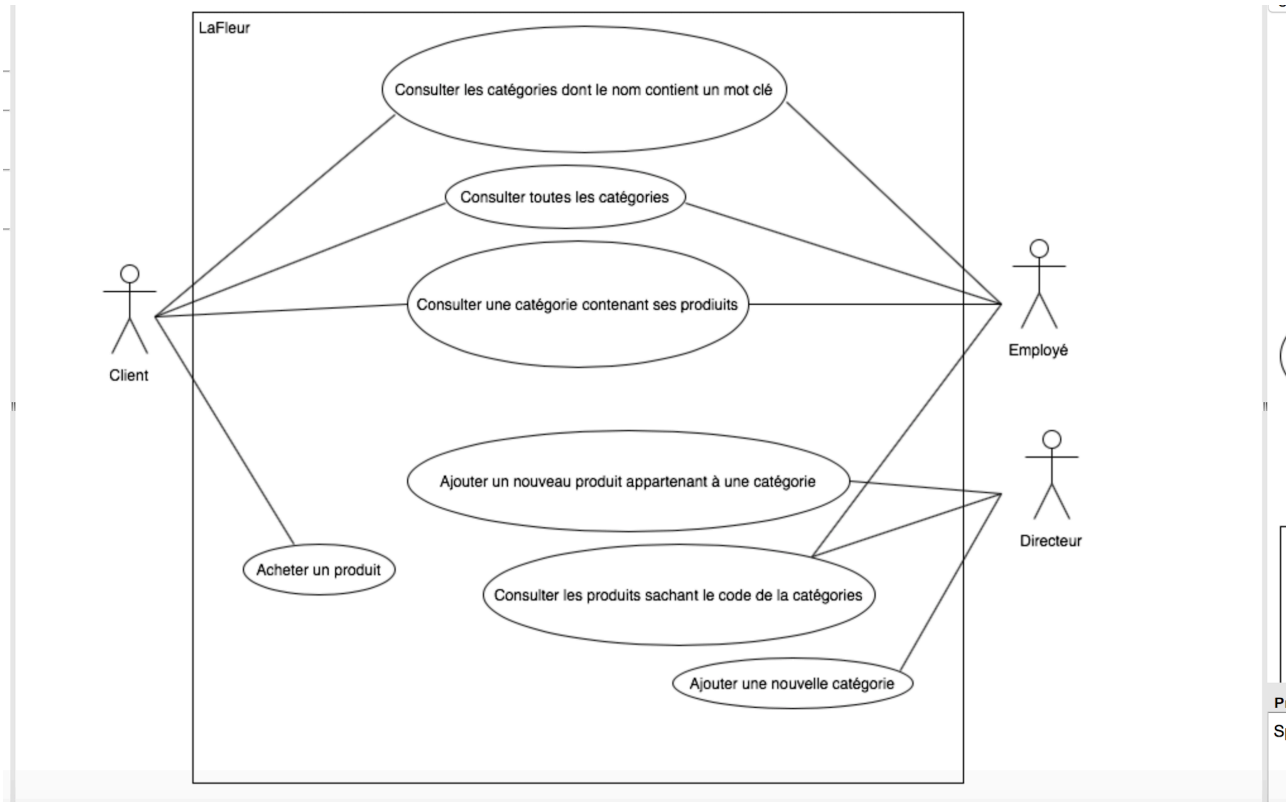 LaFleur
Consulter les catégories dont le nom contient un mot clé
Consulter toutes les catégories
Consulter une catégorie contenant ses prodiuits
Client
Employé
Ajouter un nouveau produit appartenant à une catégorie
Directeur
Acheter un produit
Consulter les produits sachant le code de la catégories
Ajouter une nouvelle catégorie